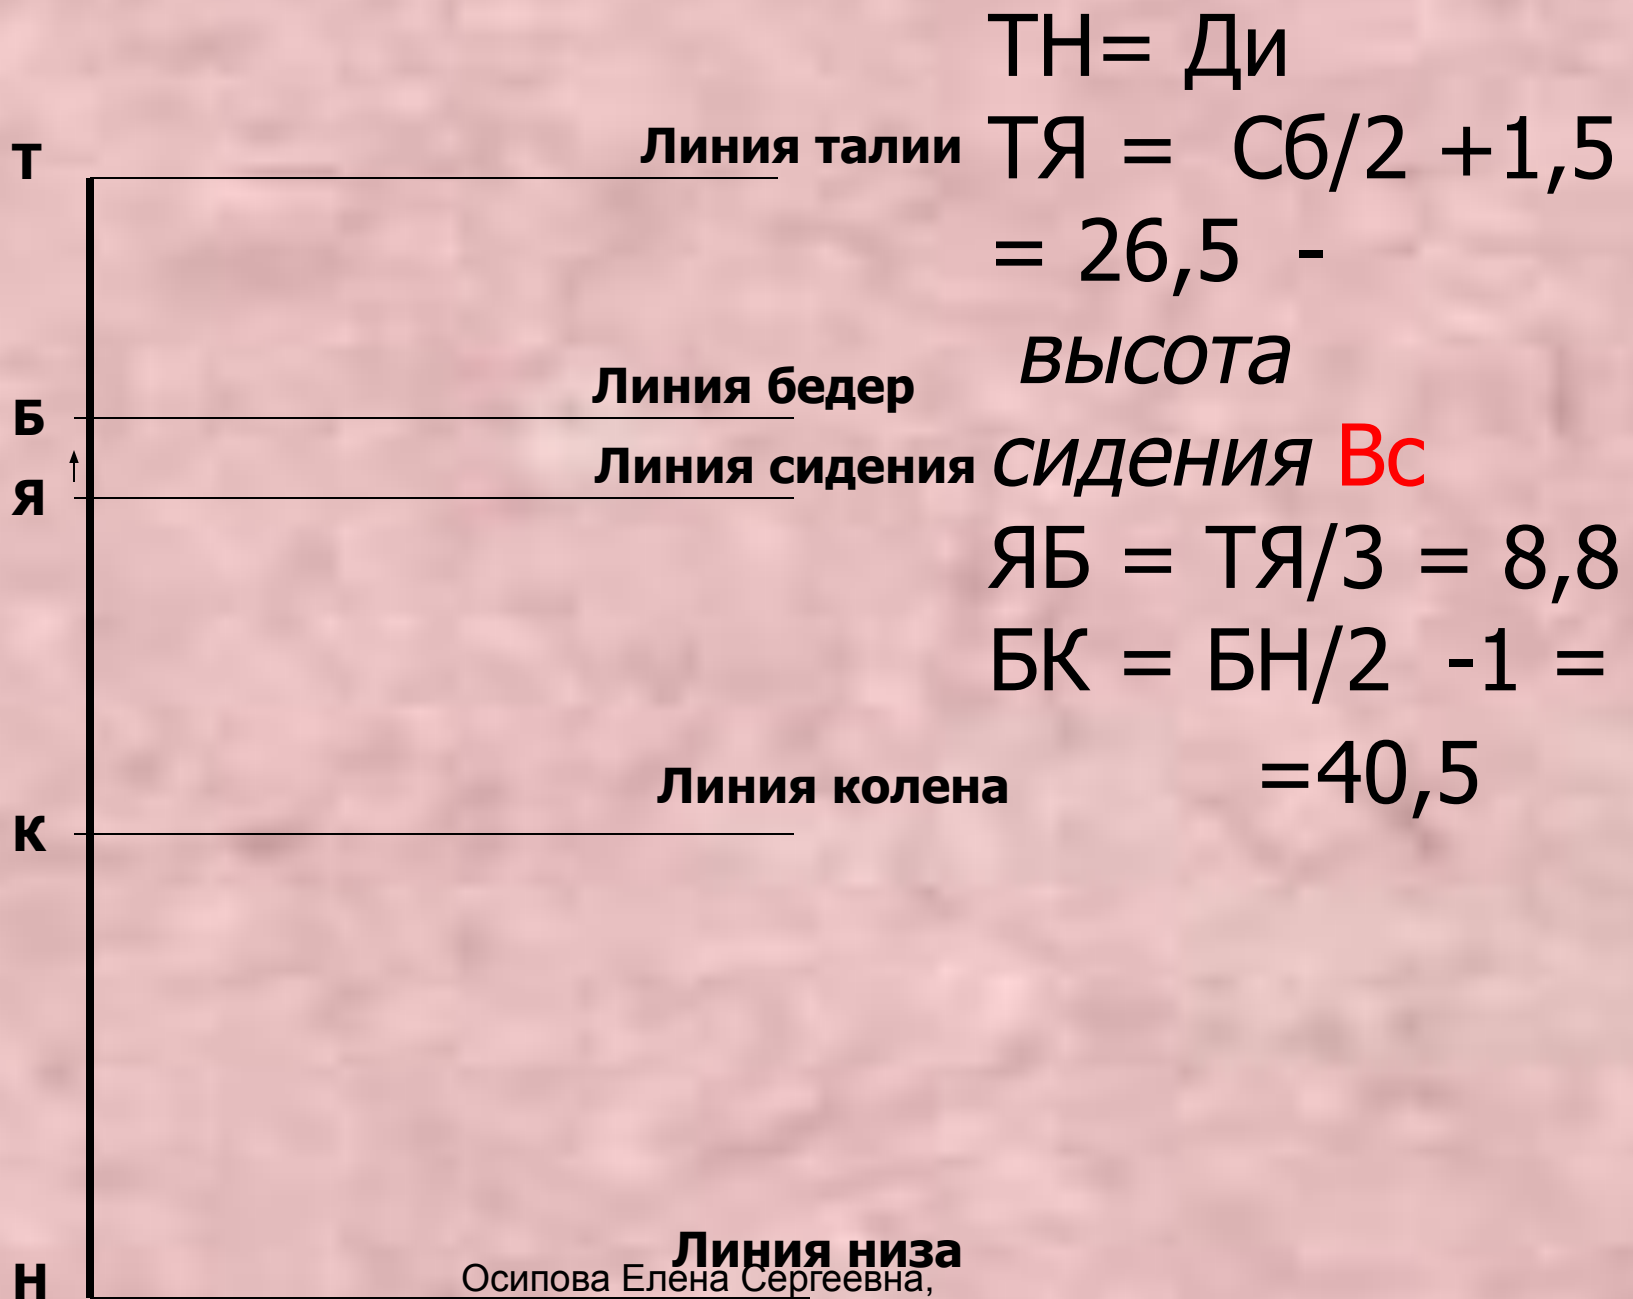 ТН= Ди
Т
Линия талии
ТЯ = Сб/2 +1,5
= 26,5 -
высота
Линия бедер
Б
Линия сидения
сидения Вс
Я
ЯБ = ТЯ/3 = 8,8
БК = БН/2 -1 =
=40,5
Линия колена
К
Линия низа
Н
Осипова Елена Сергеевна,